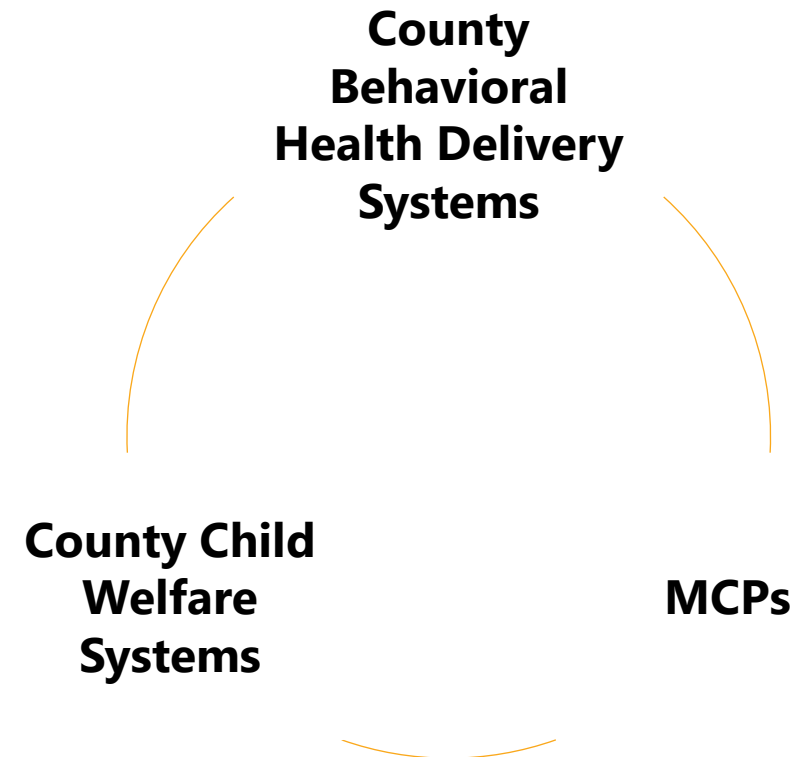 County
Behavioral
Health Delivery
Systems
County Child
Welfare
Systems
MCPs